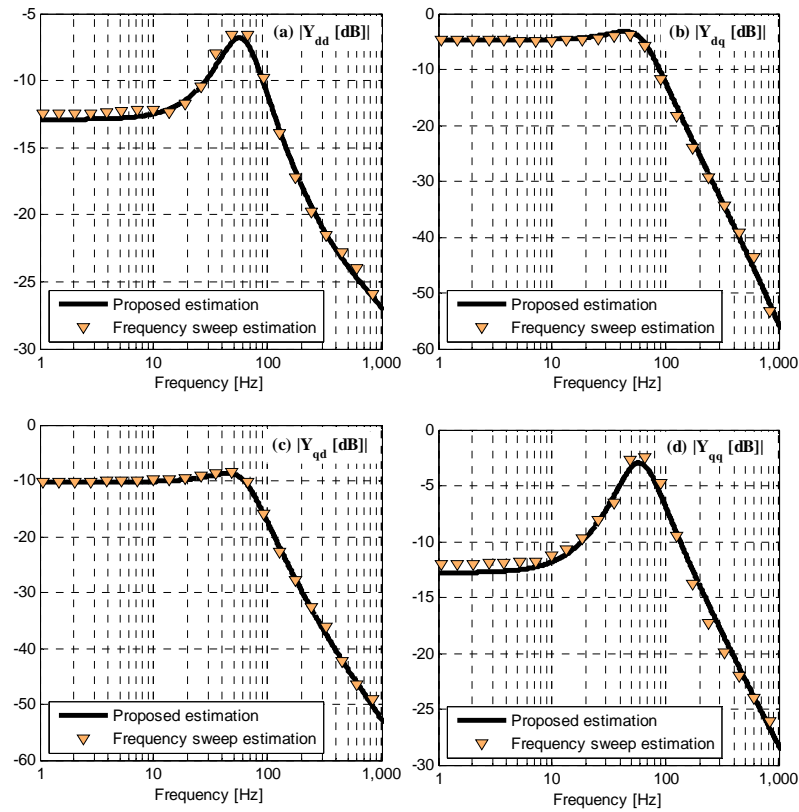 (a) |Y_dd [dB]|
-5
-10
-15
-20
-25
-30
Proposed estimation
Frequency sweep estimation
1 10 100 1,000
Frequency [Hz]
(b) |Y_dq [dB]|
0
-10
-20
-30
-40
-50
-60
Proposed estimation
Frequency sweep estimation
1 10 100 1,000
Frequency [Hz]
(c) |Y_qd [dB]|
0
-10
-20
-30
-40
-50
-60
Proposed estimation
Frequency sweep estimation
1 10 100 1,000
Frequency [Hz]
(d) |Y_qq [dB]|
0
-5
-10
-15
-20
-25
-30
Proposed estimation
Frequency sweep estimation
1 10 100 1,000
Frequency [Hz]